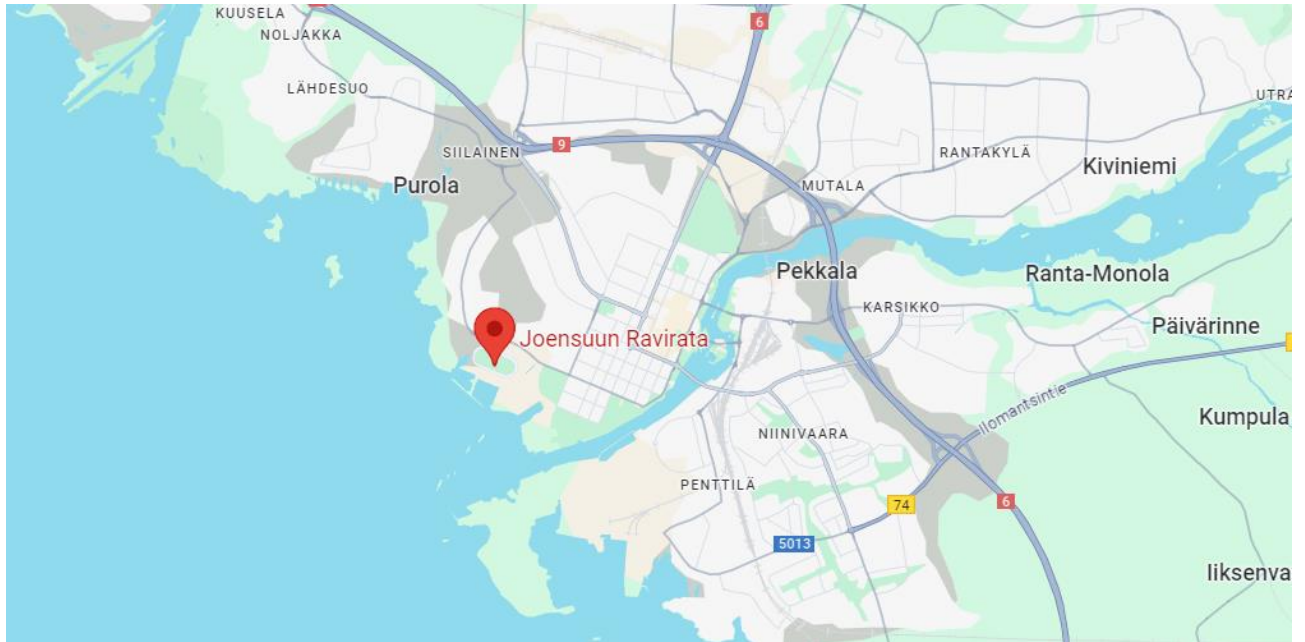 KUUSELA
NOLJAKKA
6
LÄHDESUO
UTRA
9
SIILAINEN
RANTAKYLÄ
Kiviniemi
Purola
MUTALA
Pekkala
Ranta-Monola
KARSIKKO
Päivärinne
Joensuun Ravirata
Ilomantsintie
Kumpula
NIINIVAARA
PENTTILÄ
74
6
5013
Iiksenva